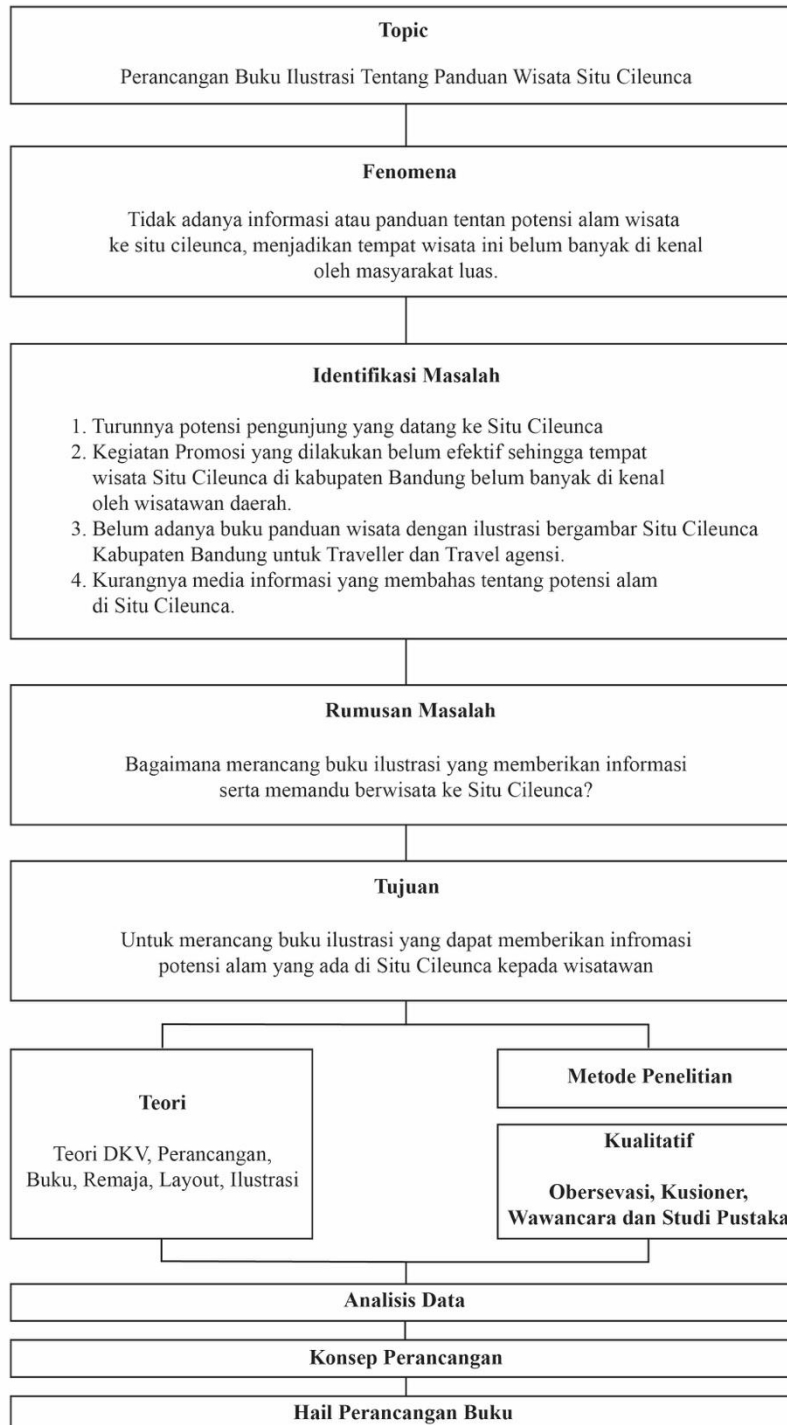 Topic
Perancangan Buku Ilustrasi Tentang Panduan Wisata Situ Cileunca
Fenomena
Tidak adanya informasi atau panduan tentan potensi alam wisata
ke situ cileunca, menjadikan tempat wisata ini belum banyak di kenal
oleh masyarakat luas.
Identifikasi Masalah
1. Turunnya potensi pengunjung yang datang ke Situ Cileunca
2. Kegiatan Promosi yang dilakukan belum efektif sehingga tempat
wisata Situ Cileunca di kabupaten Bandung belum banyak di kenal
oleh wisatawan daerah.
3. Belum adanya buku panduan wisata dengan ilustrasi bergambar Situ Cileunca
Kabupaten Bandung untuk Traveller dan Travel agensi.
4. Kurangnya media informasi yang membahas tentang potensi alam
di Situ Cileunca.
Rumusan Masalah
Bagaimana merancang buku ilustrasi yang memberikan informasi
serta memandu berwisata ke Situ Cileunca?
Tujuan
Untuk merancang buku ilustrasi yang dapat memberikan infromasi
potensi alam yang ada di Situ Cileunca kepada wisatawan
Teori
Teori DKV, Perancangan,
Buku, Remaja, Layout, Ilustrasi
Metode Penelitian
Kualitatif
Obersevasi, Kusioner,
Wawancara dan Studi Pustaka
Analisis Data
Konsep Perancangan
Hail Perancangan Buku